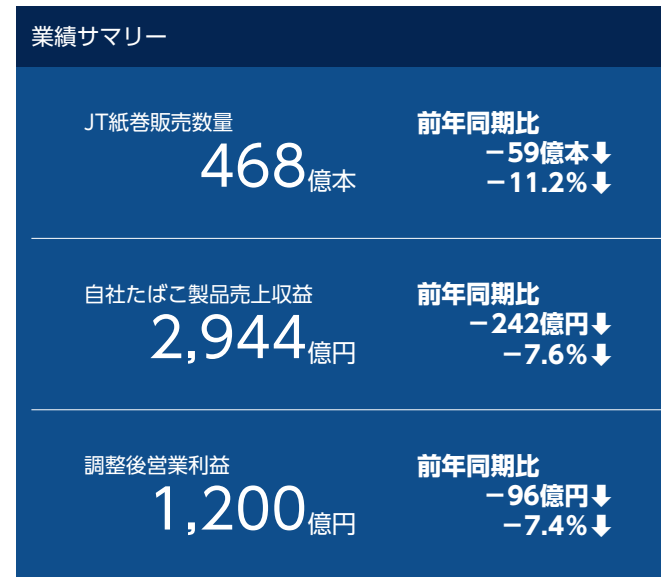 業績サマリー
JT紙巻販売数量
468億本
前年同期比
－59億本⬇
－11.2%⬇
自社たばこ製品売上収益
2,944億円
前年同期比
－242億円⬇
－7.6%⬇
調整後営業利益
1,200億円
前年同期比
－96億円⬇
－7.4%⬇